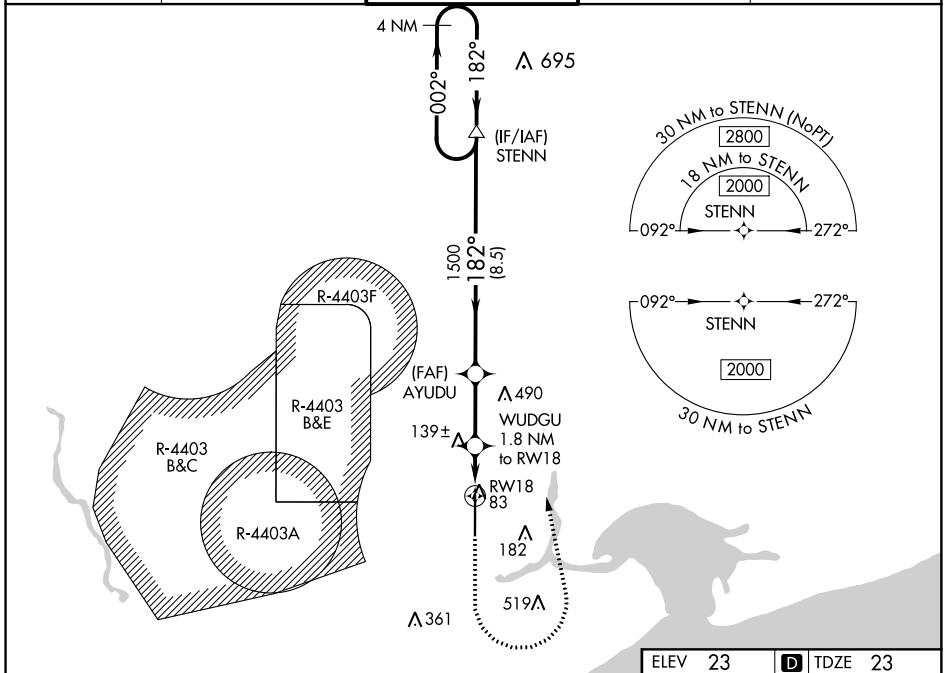 4 NM
002°
182°
695
(IF/IAF)
STENN
30 NM to STENN (NoPT)
2800
18 NM to STENN
2000
STENN
092°
272°
1500
182°
(8.5)
092°
272°
STENN
2000
30 NM to STENN
R-4403F
(FAF)
AYUDU
490
R-4403
B&E
WUDGU
1.8 NM
to RW18
139±
R-4403
B&C
RW18
83
R-4403A
182
519
361
ELEV 23 D TDZE 23